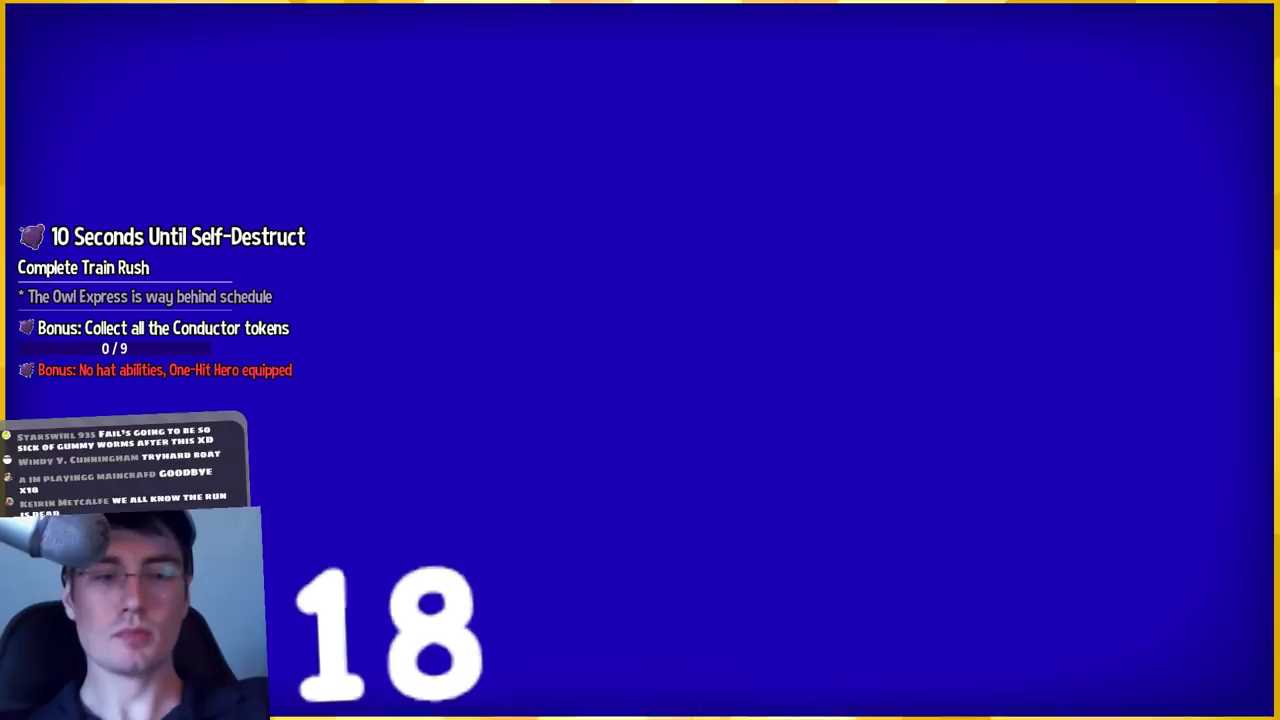 10 Seconds Until Self-Destruct
Complete Train Rush
* The Owl Express is way behind schedule
Bonus: Collect all the Conductor tokens
0 / 9
Bonus: No hat abilities, One-Hit Hero equipped
Starswirl 935 Fail's going to be so
sick of gummy worms after this XD
Windy Y. Cunningham tryhard boat
A im playingg maincrafd goodbye
x18
Keirin Metcalfe we all know the run
is dead
18